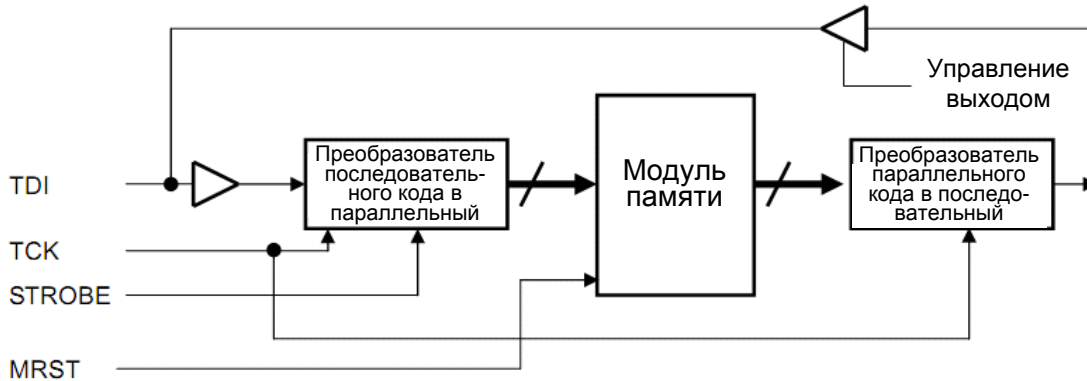 Управление
выходом
TDI
Преобразователь
последователь-
ного кода в
параллельный
Модуль
памяти
Преобразователь
параллельного
кода в последо-
вательный
TCK
STROBE
MRST